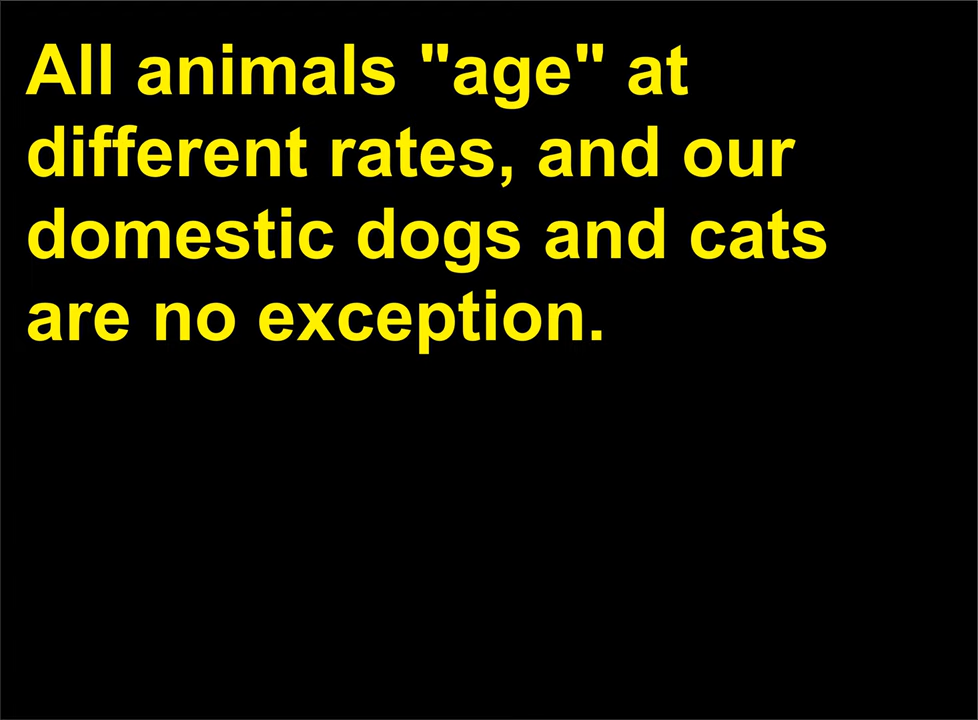 All animals "age" at
different rates, and our
domestic dogs and cats
are no exception.